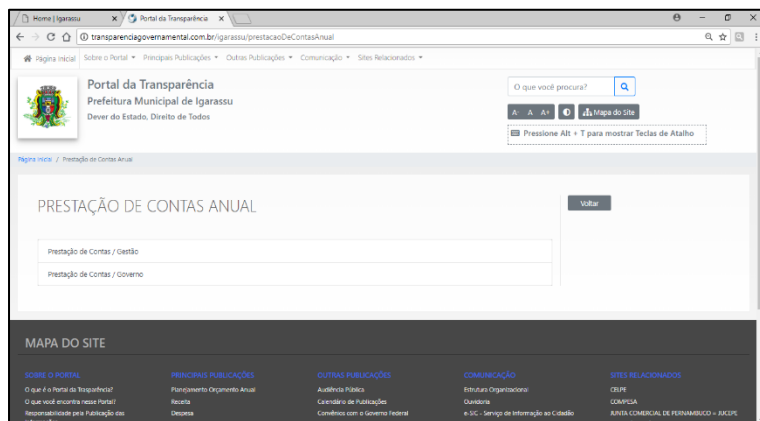 Home | Igarassu
Portal da Transparência
transparenciagovernamental.com.br/igarassu/prestacaoDeContasAnual
Página Inicial Sobre o Portal Principais Publicações Outras Publicações Comunicação Sites Relacionados
Portal da Transparência
Prefeitura Municipal de Igarassu
Dever do Estado, Direito de Todos
O que você procura?
A- A A+ Mapa do Site
Pressione Alt + T para mostrar Teclas de Atalho
Página Inicial / Prestação de Contas Anual
PRESTAÇÃO DE CONTAS ANUAL
Voltar
Prestação de Contas / Gestão
Prestação de Contas / Governo
MAPA DO SITE
SOBRE O PORTAL PRINCIPAIS PUBLICAÇÕES OUTRAS PUBLICAÇÕES COMUNICAÇÃO SITES RELACIONADOS
O que é o Portal da Trasparência? Planejamento Orçamento Anual Audiência Pública Estrutura Organizacional CELPE
O que você encontra nesse Portal? Receita Calendário de Publicações Ouvidoria COMPESA
Responsabilidade pela Publicação das Despesa Convênios com o Governo Federal e-SIC - Serviço de Informação ao Cidadão JUNTA COMERCIAL DE PERNAMBUCO - JUCEPE